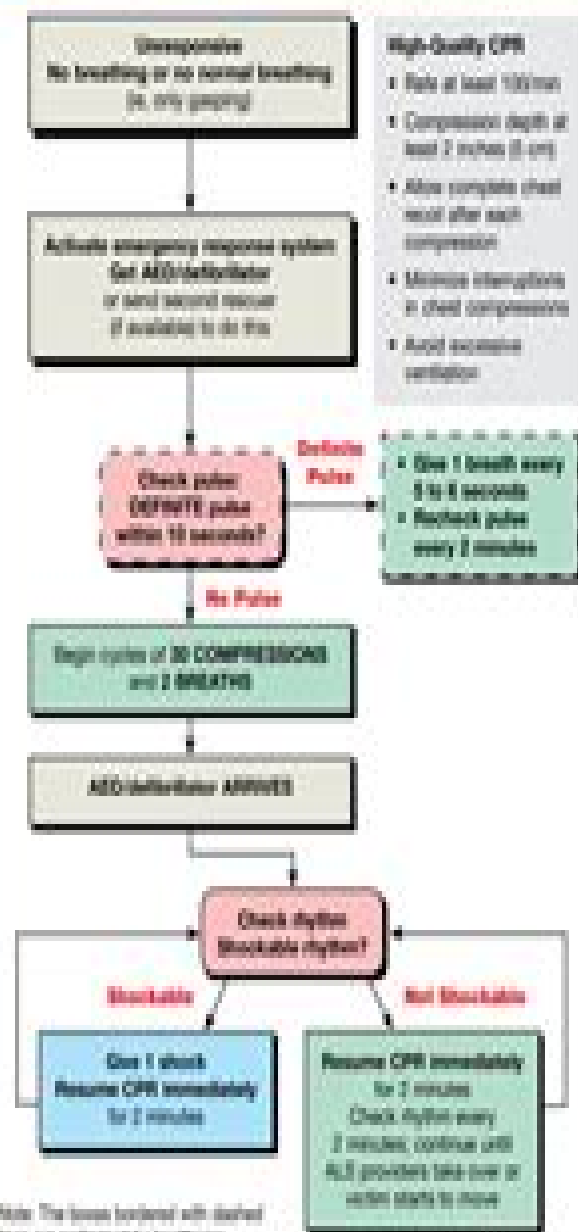 Unresponsive
No breathing or no normal breathing
(ie, only gasping)
High-Quality CPR
• Rate at least 100/min
• Compression depth at
least 2 inches (5 cm)
• Allow complete chest
recoil after each
compression
• Minimize interruptions
in chest compressions
• Avoid excessive
ventilation
Activate emergency response system
Get AED/defibrillator
or send second rescuer
(if available) to do this
Check pulse:
DEFINITE pulse
within 10 seconds?
Definite
Pulse
• Give 1 breath every
5 to 6 seconds
• Recheck pulse
every 2 minutes
No Pulse
Begin cycles of 30 COMPRESSIONS
and 2 BREATHS
AED/defibrillator ARRIVES
Check rhythm
Shockable rhythm?
Shockable
Not Shockable
Give 1 shock
Resume CPR immediately
for 2 minutes
Resume CPR immediately
for 2 minutes
Check rhythm every
2 minutes; continue until
ALS providers take over or
victim starts to move
Note: The boxes bordered with dashed